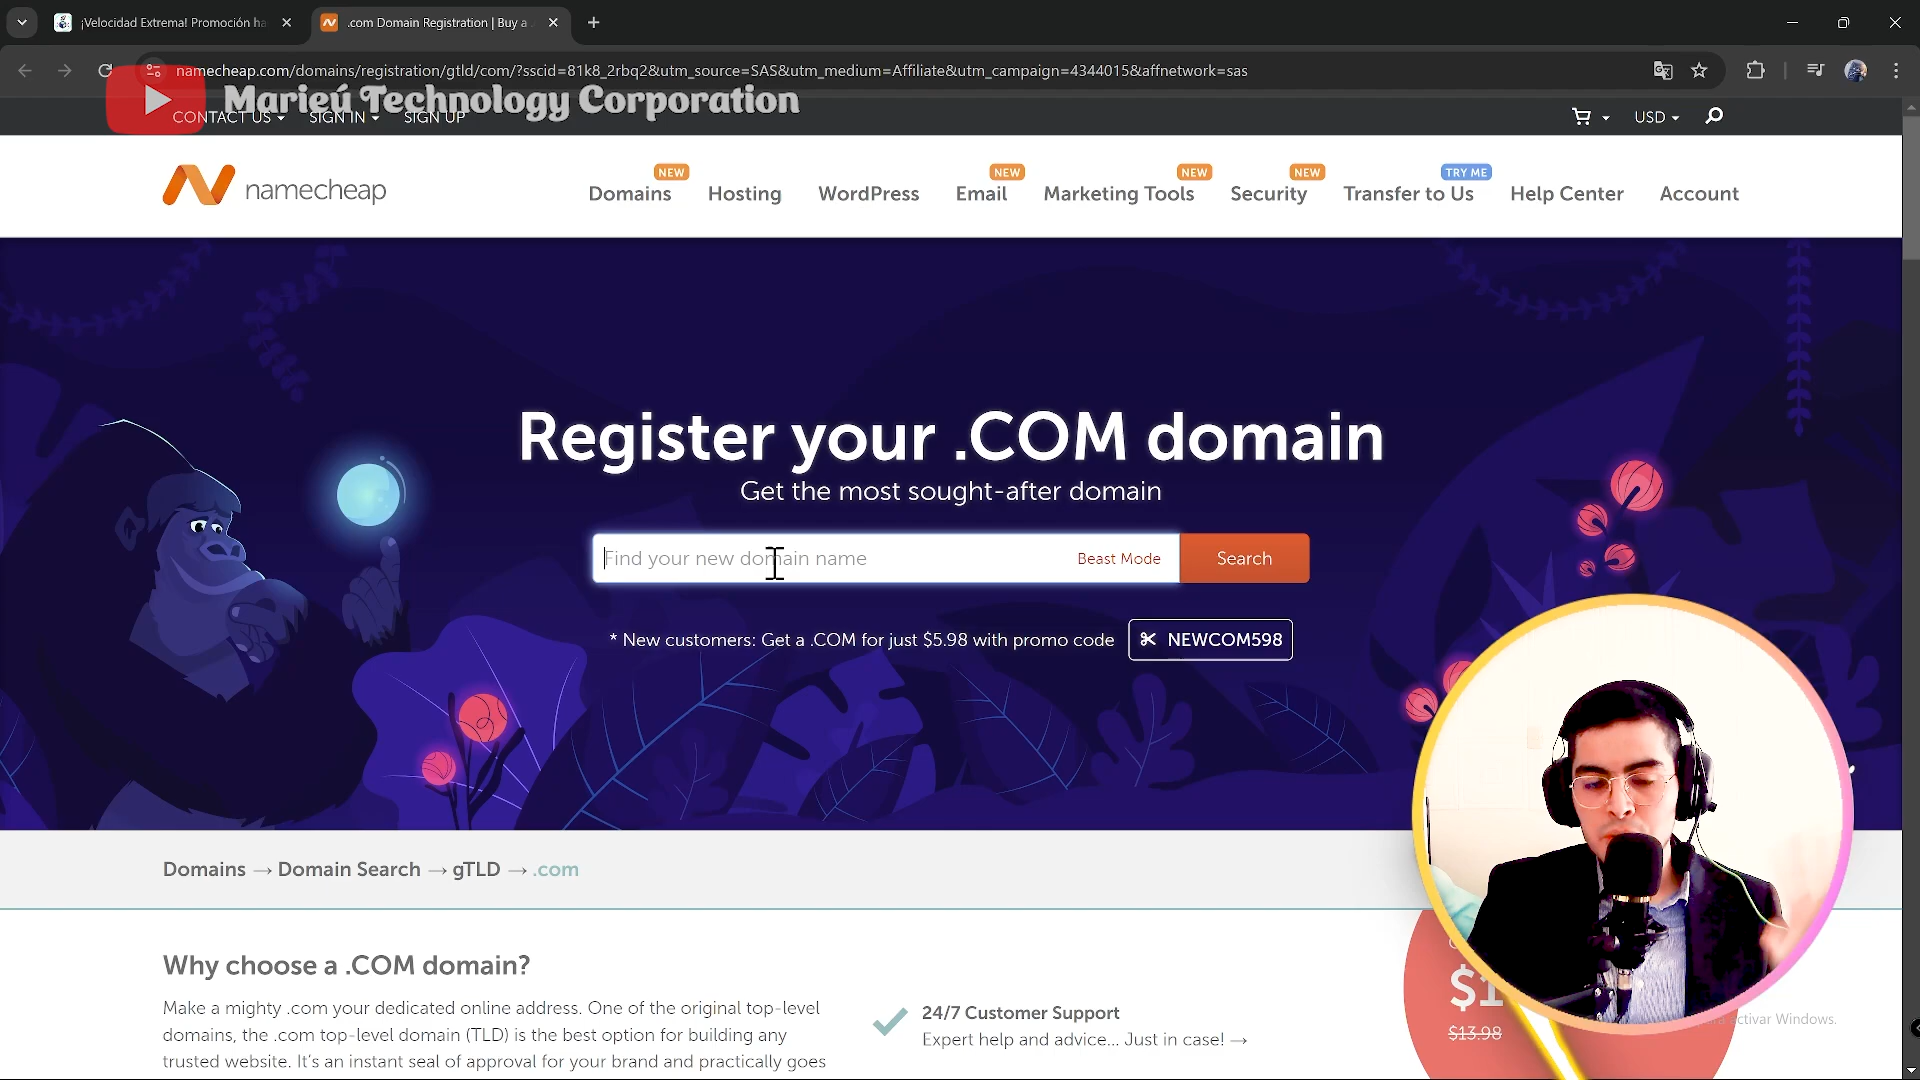 ¡Velocidad Extrema! Promoción ha
.com Domain Registration | Buy a
namecheap.com/domains/registration/gtld/com/?sscid=81k8_2rbq2&utm_source=SAS&utm_medium=Affiliate&utm_campaign=4344015&affnetwork=sas
Marieú Technology Corporation
CONTACT US SIGN IN SIGN UP
USD
namecheap
NEW NEW NEW NEW TRY ME
Domains Hosting WordPress Email Marketing Tools Security Transfer to Us Help Center Account
Register your .COM domain
Get the most sought-after domain
Find your new domain name Beast Mode Search
* New customers: Get a .COM for just $5.98 with promo code NEWCOM598
Domains → Domain Search → gTLD → .com
Why choose a .COM domain?
Make a mighty .com your dedicated online address. One of the original top-level
domains, the .com top-level domain (TLD) is the best option for building any
trusted website. It's an instant seal of approval for your brand and practically goes
24/7 Customer Support
Expert help and advice... Just in case! →
$13.98
activar Windows.